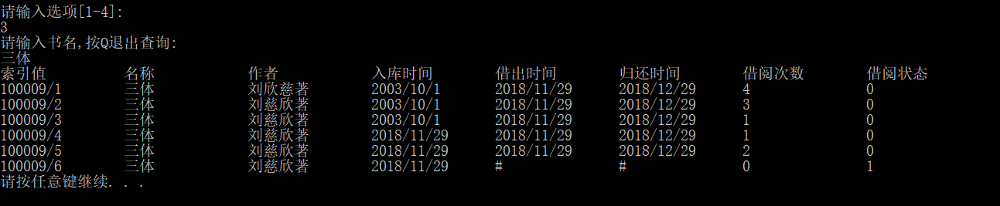 请输入选项[1-4]:
3
请输入书名,按Q退出查询:
三体
索引值 名称 作者 入库时间 借出时间 归还时间 借阅次数 借阅状态
100009/1 三体 刘欣慈著 2003/10/1 2018/11/29 2018/12/29 4 0
100009/2 三体 刘慈欣著 2003/10/1 2018/11/29 2018/12/29 3 0
100009/3 三体 刘慈欣著 2003/10/1 2018/11/29 2018/12/29 1 0
100009/4 三体 刘慈欣著 2018/11/29 2018/11/29 2018/12/29 1 0
100009/5 三体 刘慈欣著 2018/11/29 2018/11/29 2018/12/29 2 0
100009/6 三体 刘慈欣著 2018/11/29 # # 0 1
请按任意键继续. . .